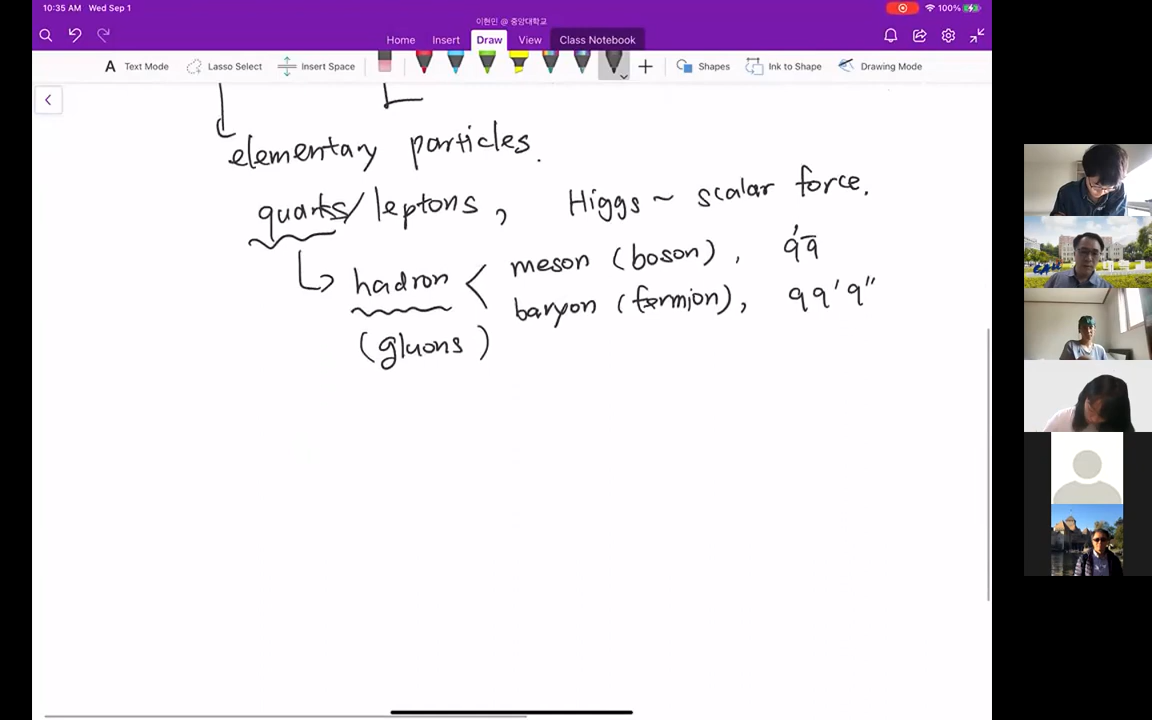 10:35 AM Wed Sep 1
100%
이현민 @ 중앙대학교
Home Insert Draw View Class Notebook
A Text Mode Lasso Select Insert Space Shapes Ink to Shape Drawing Mode
elementary particles.
quarks/leptons, Higgs ~ scalar force.
hadron < meson (boson), q'q̅
baryon (fermion), qq'q"
(gluons)